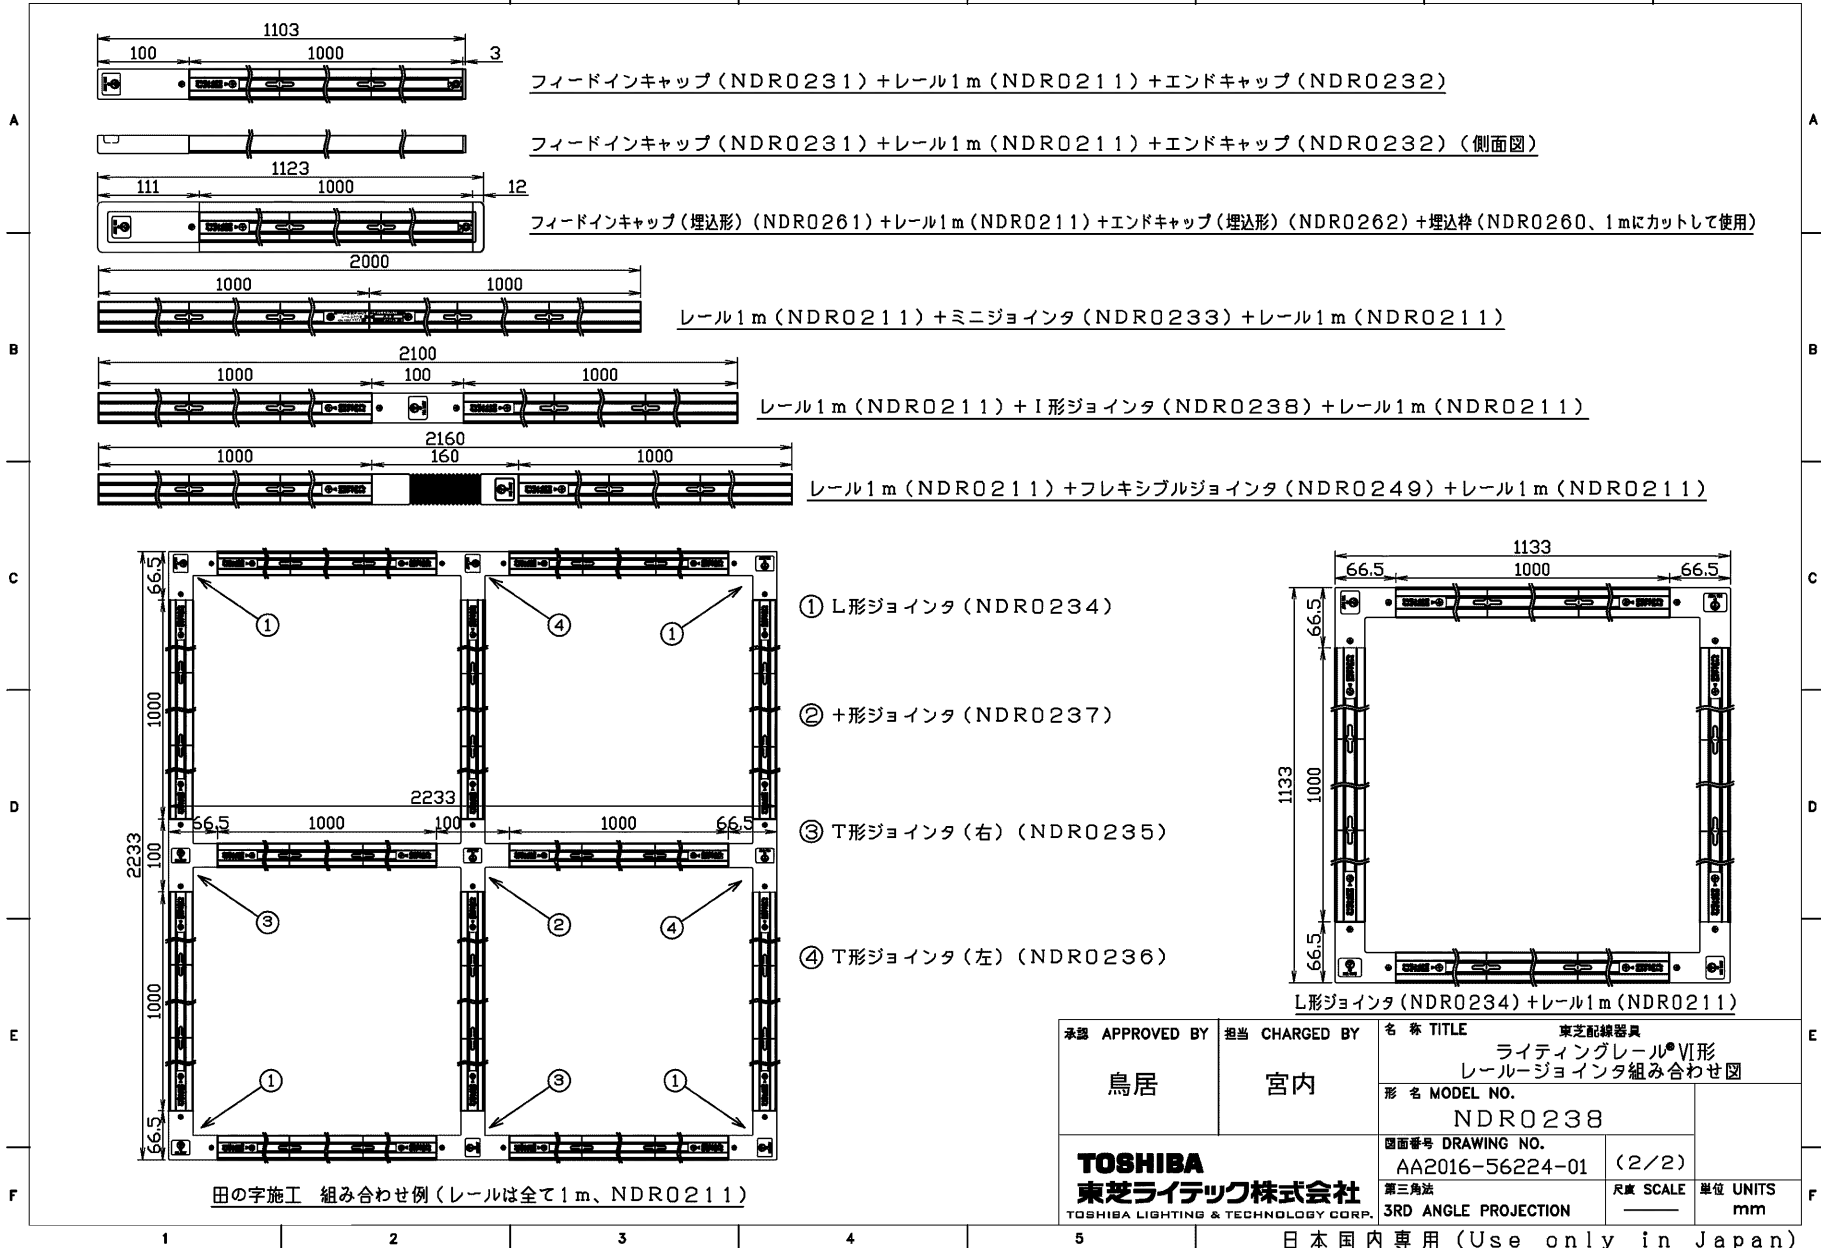 1103
100 1000 3
フィードインキャップ(NDR0231)+レール1m(NDR0211)+エンドキャップ(NDR0232)
A A
フィードインキャップ(NDR0231)+レール1m(NDR0211)+エンドキャップ(NDR0232)(側面図)
1123
111 1000 12
フィードインキャップ(埋込形)(NDR0261)+レール1m(NDR0211)+エンドキャップ(埋込形)(NDR0262)+埋込枠(NDR0260、1mにカットして使用)
2000
1000 1000
レール1m(NDR0211)+ミニジョインタ(NDR0233)+レール1m(NDR0211)
B B
2100
1000 100 1000
レール1m(NDR0211)+I形ジョインタ(NDR0238)+レール1m(NDR0211)
2160
1000 160 1000
レール1m(NDR0211)+フレキシブルジョインタ(NDR0249)+レール1m(NDR0211)
C C
66.5
1000
100
1000
66.5
2233
2233
66.5 1000 100 1000 66.5
① ④ ①
③ ② ④
① ③ ①
① L形ジョインタ(NDR0234)
② +形ジョインタ(NDR0237)
③ T形ジョインタ(右)(NDR0235)
④ T形ジョインタ(左)(NDR0236)
田の字施工 組み合わせ例(レールは全て1m、NDR0211)
1133
66.5 1000 66.5
66.5
1000
1133
66.5
L形ジョインタ(NDR0234)+レール1m(NDR0211)
D D
E E
F F
承認 APPROVED BY
鳥居
担当 CHARGED BY
宮内
名 称 TITLE
東芝配線器具
ライティングレール®VI形
レールージョインタ組み合わせ図
形 名 MODEL NO.
NDR0238
図面番号 DRAWING NO.
AA2016-56224-01 (2/2)
TOSHIBA
東芝ライテック株式会社
TOSHIBA LIGHTING & TECHNOLOGY CORP.
第三角法
3RD ANGLE PROJECTION
尺度 SCALE
単位 UNITS
mm
1 2 3 4 5
日本国内専用(Use only in Japan)